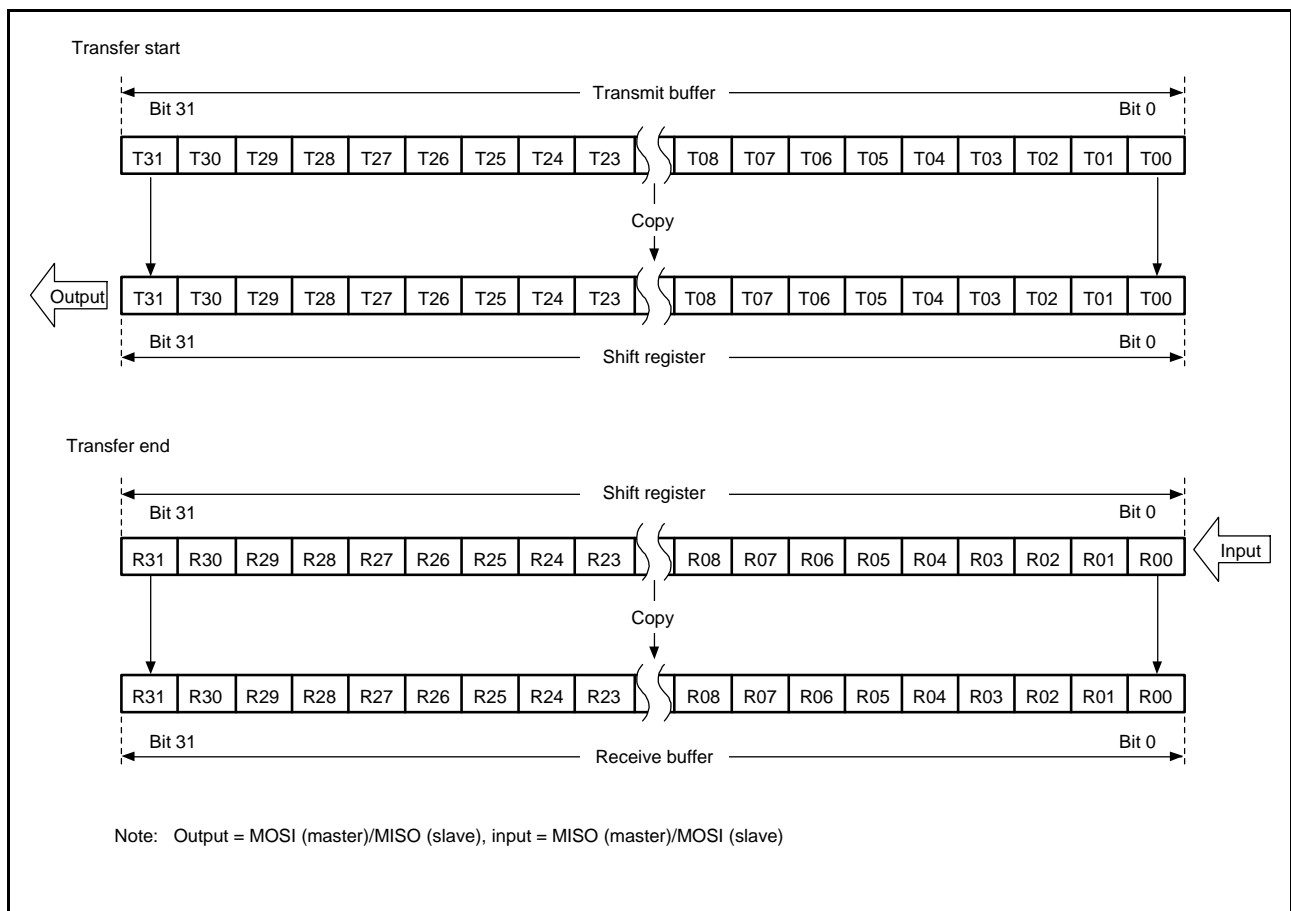 Transfer start
Transmit buffer
Bit 31 Bit 0
T31 T30 T29 T28 T27 T26 T25 T24 T23 T08 T07 T06 T05 T04 T03 T02 T01 T00
Copy
Output T31 T30 T29 T28 T27 T26 T25 T24 T23 T08 T07 T06 T05 T04 T03 T02 T01 T00
Bit 31 Bit 0
Shift register
Transfer end
Shift register
Bit 31 Bit 0
R31 R30 R29 R28 R27 R26 R25 R24 R23 R08 R07 R06 R05 R04 R03 R02 R01 R00 Input
Copy
R31 R30 R29 R28 R27 R26 R25 R24 R23 R08 R07 R06 R05 R04 R03 R02 R01 R00
Bit 31 Bit 0
Receive buffer
Note: Output = MOSI (master)/MISO (slave), input = MISO (master)/MOSI (slave)